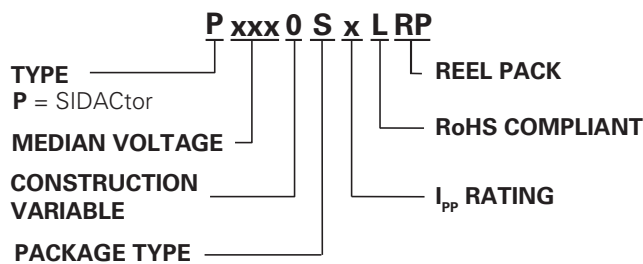 P xxx 0 S x L RP
TYPE
P = SIDACtor
MEDIAN VOLTAGE
CONSTRUCTION
VARIABLE
PACKAGE TYPE
REEL PACK
RoHS COMPLIANT
IPP RATING